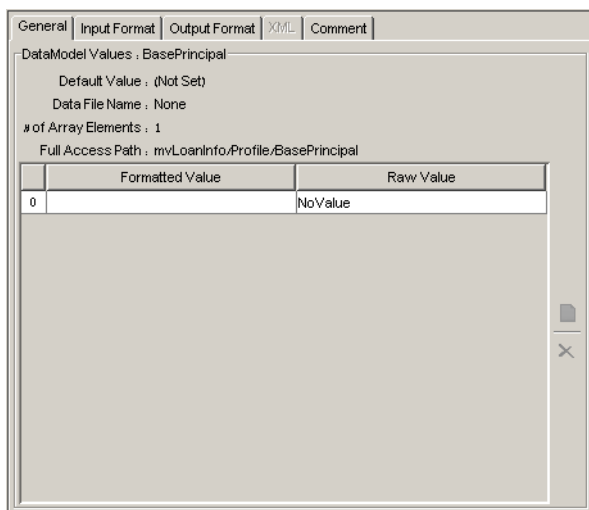 General Input Format Output Format XML Comment
DataModel Values : BasePrincipal
Default Value : (Not Set)
Data File Name : None
# of Array Elements : 1
Full Access Path : mvLoanInfo/Profile/BasePrincipal
Formatted Value Raw Value
0 NoValue